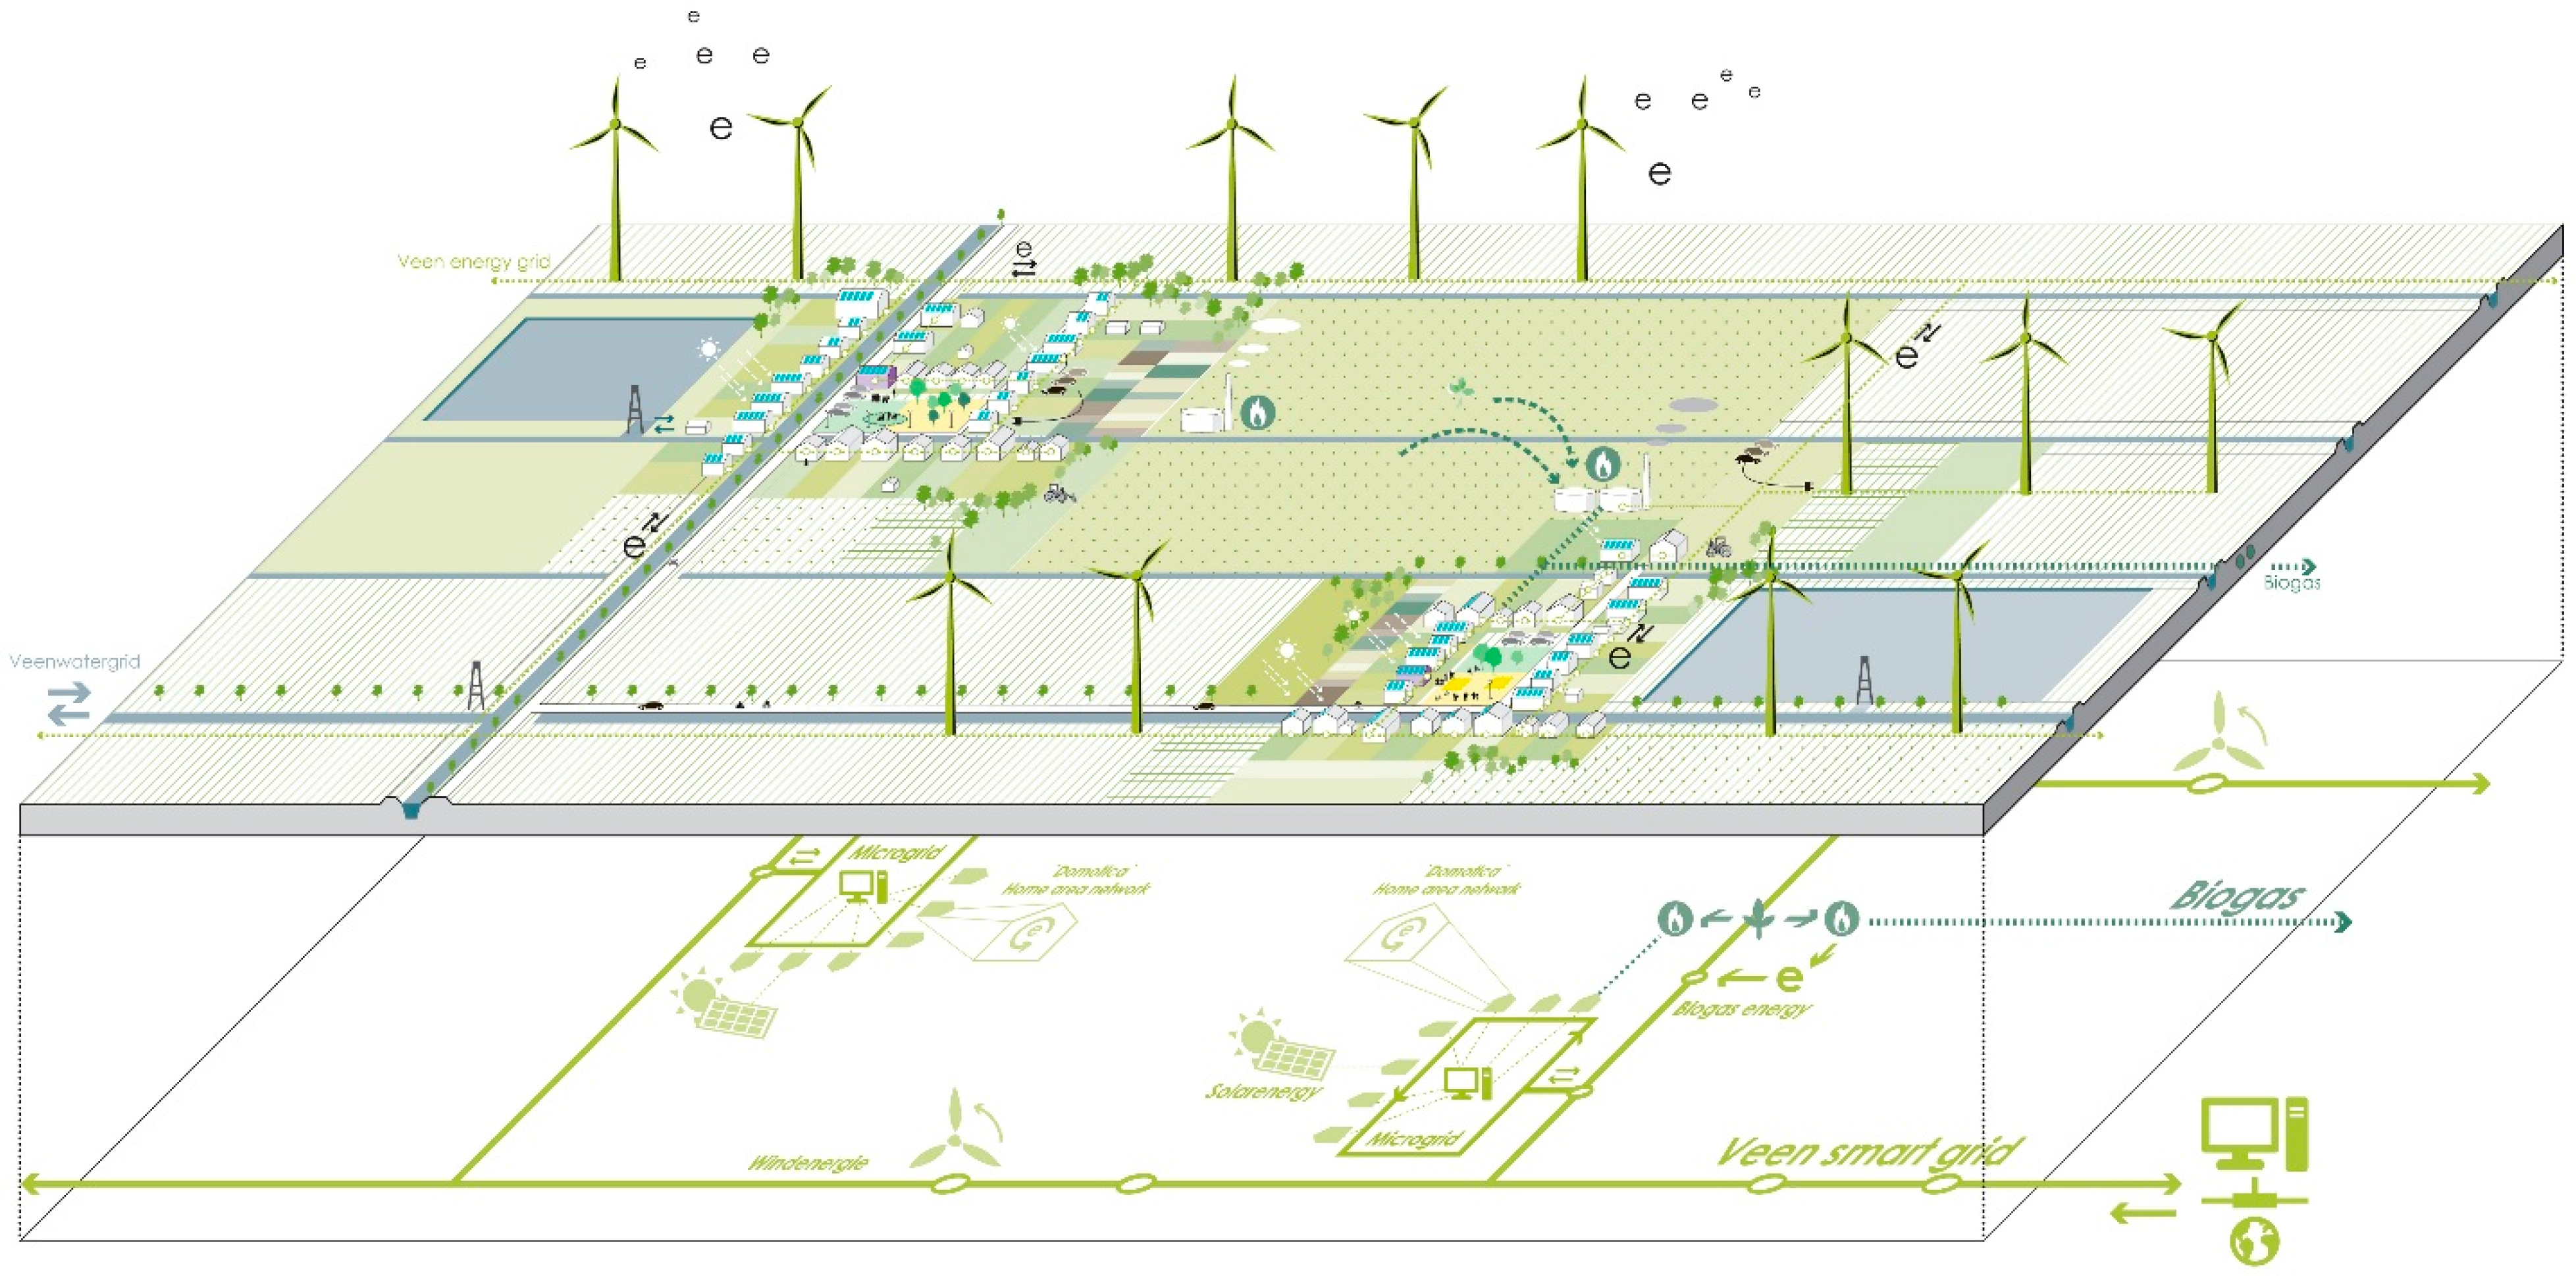 e
e
e
e
e
e
e
e
e
e
Veen energy grid
e
e
e
Biogas
e
Veenwatergrid
Microgrid
'Domotica'
Home area network
'Domotica'
Home area network
Biogas
e
e
e
Biogas energy
Solarenergy
Microgrid
Windenergie
Veen smart grid